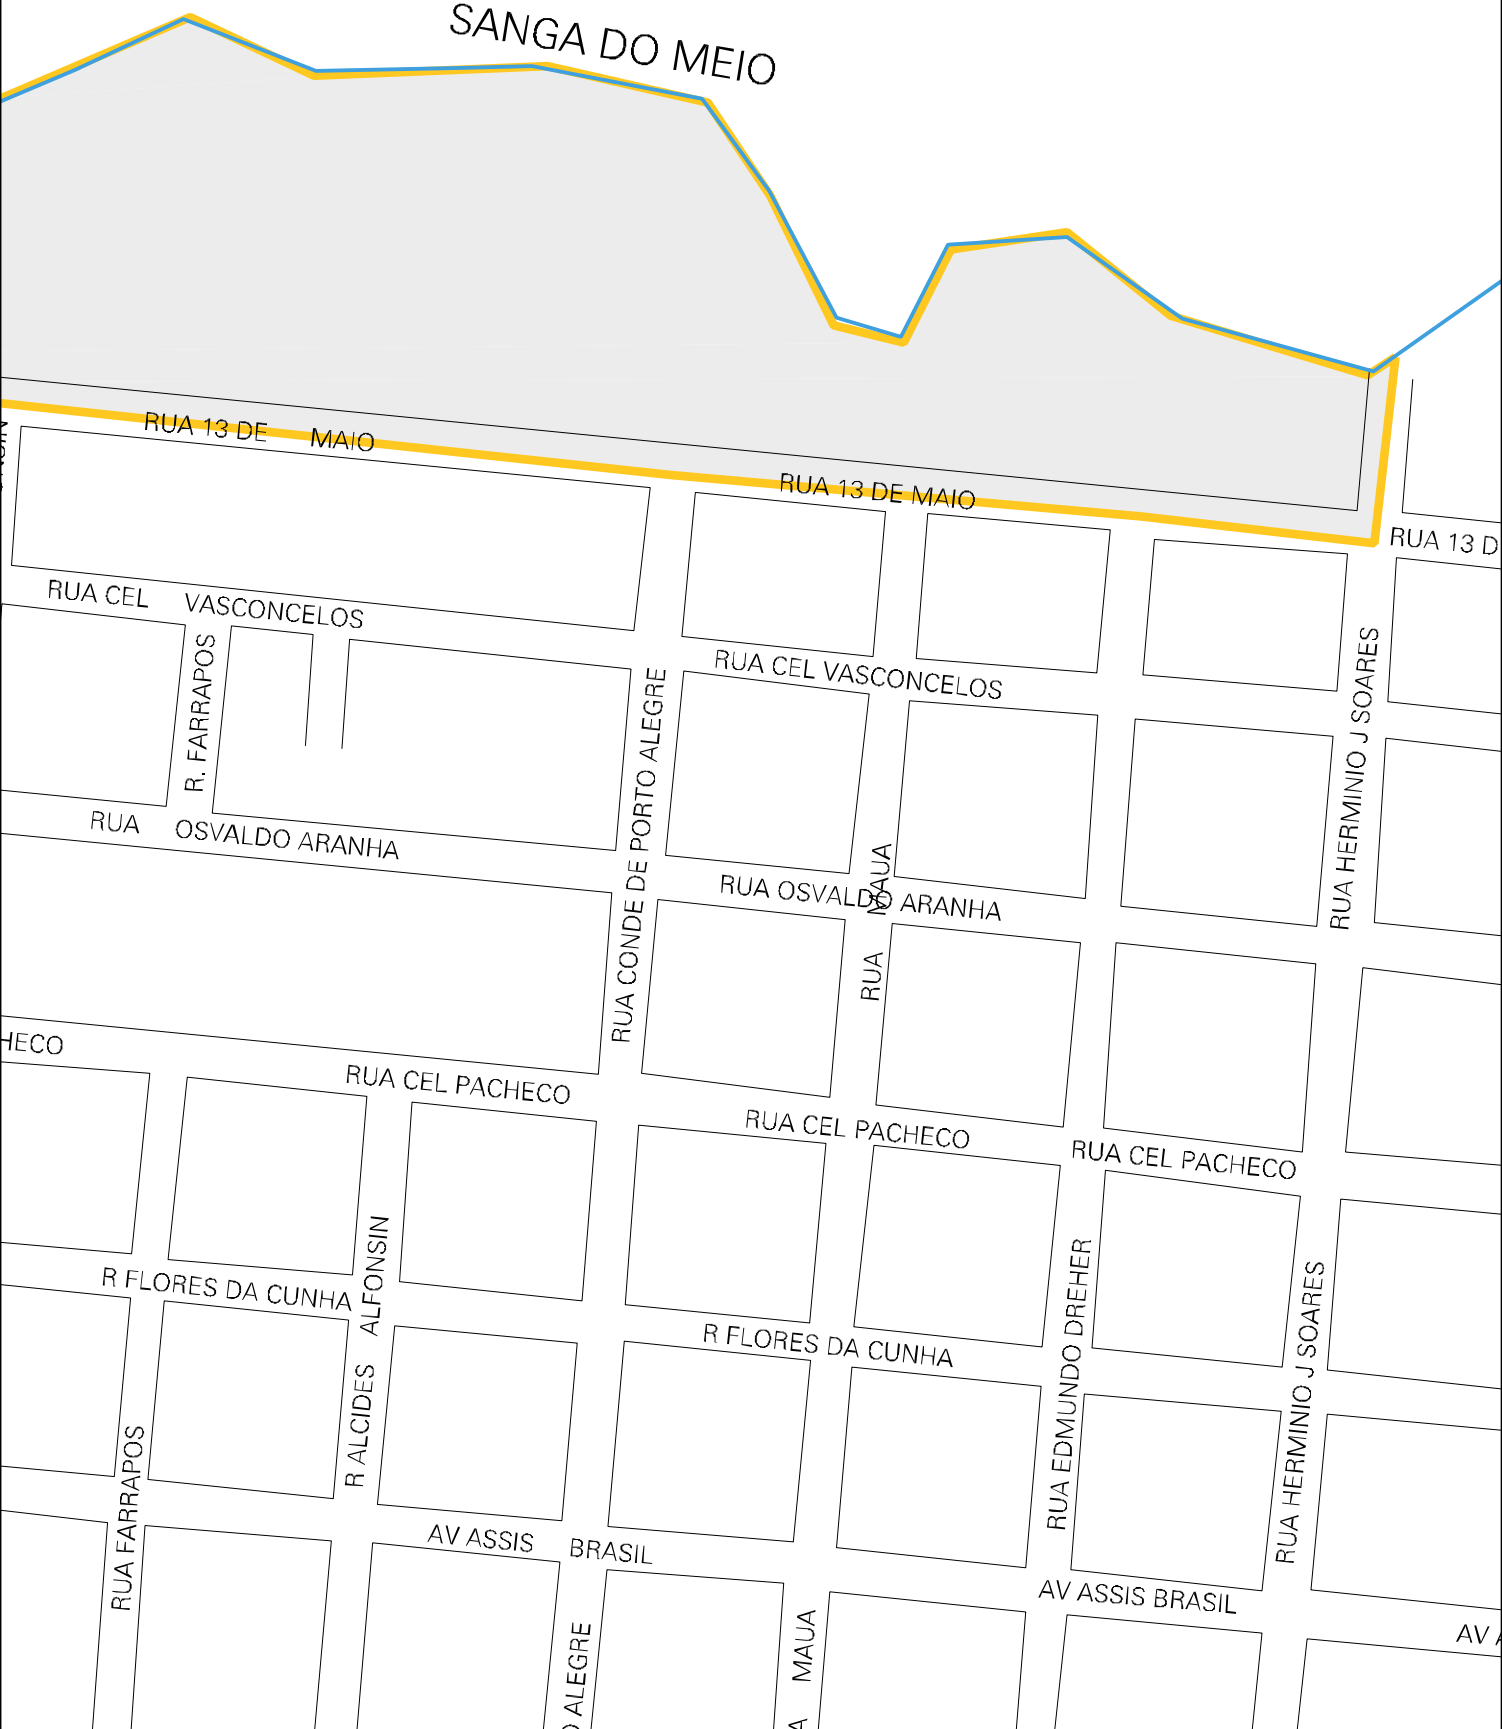 SANGA DO MEIO
RUA 13 DE MAIO
RUA 13 DE MAIO
RUA 13 D
RUA CEL VASCONCELOS
RUA CEL VASCONCELOS
R. FARRAPOS
RUA CONDE DE PORTO ALEGRE
RUA HERMINIO J SOARES
RUA OSVALDO ARANHA
RUA OSVALDO ARANHA
RUA MAUA
HECO
RUA CEL PACHECO
RUA CEL PACHECO
RUA CEL PACHECO
R FLORES DA CUNHA
R ALCIDES ALFONSIN
R FLORES DA CUNHA
RUA EDMUNDO DREHER
RUA HERMINIO J SOARES
RUA FARRAPOS
AV ASSIS BRASIL
AV ASSIS BRASIL
AV
O ALEGRE
A MAUA